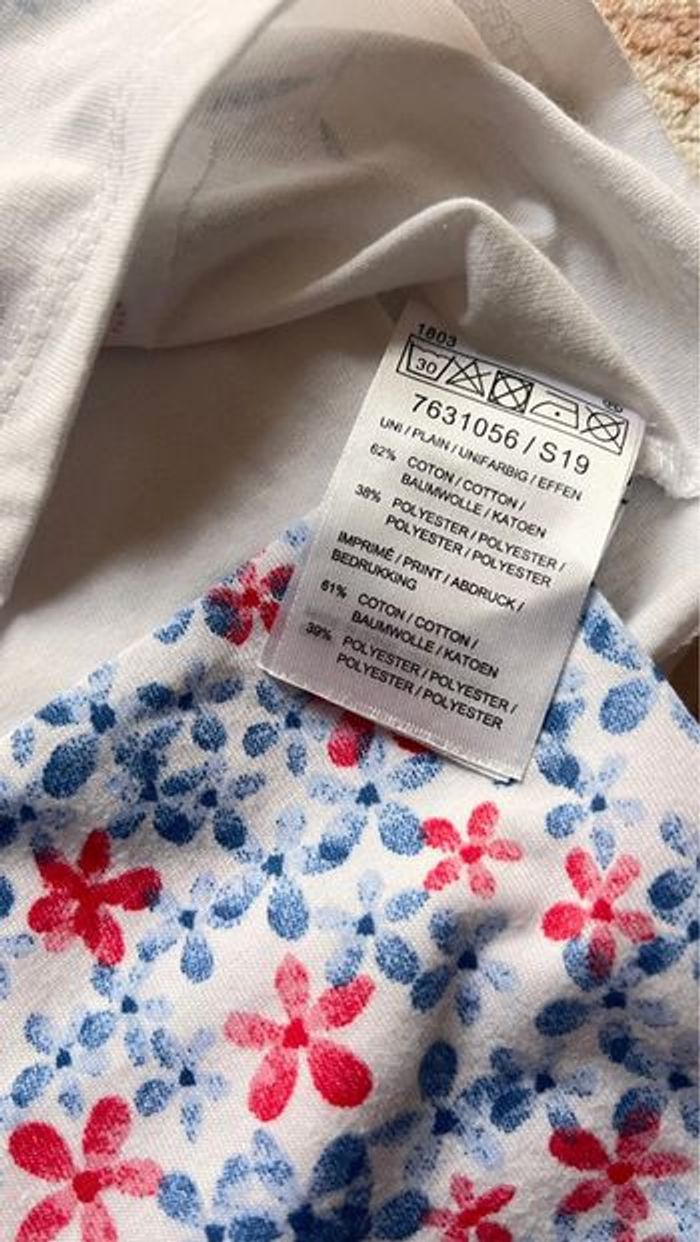 1803
30
7631056 / S19
UNI / PLAIN / UNIFARBIG / EFFEN
62% COTON / COTTON /
BAUMWOLLE / KATOEN
38% POLYESTER / POLYESTER /
POLYESTER / POLYESTER
IMPRIMÉ / PRINT / ABDRUCK /
BEDRUKKING
61% COTON / COTTON /
BAUMWOLLE / KATOEN
39% POLYESTER / POLYESTER /
POLYESTER / POLYESTER